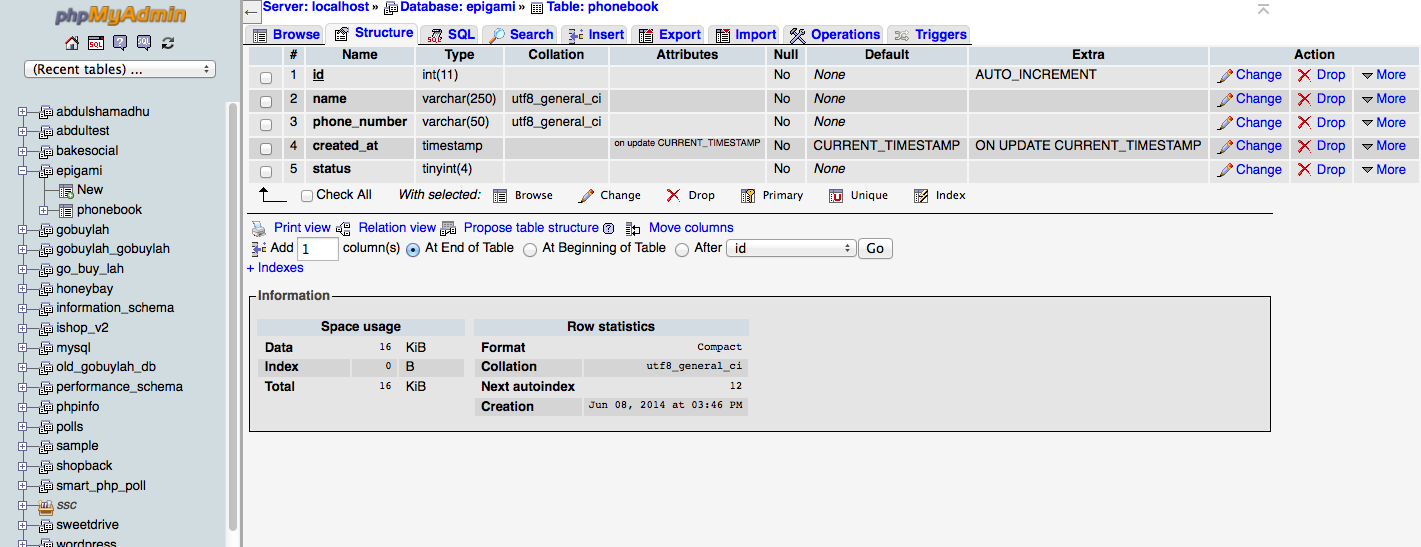 phpMyAdmin
(Recent tables) ...
abdulshamadhu
abdultest
bakesocial
epigami
New
phonebook
gobuylah
gobuylah_gobuylah
go_buy_lah
honeybay
information_schema
ishop_v2
mysql
old_gobuylah_db
performance_schema
phpinfo
polls
sample
shopback
smart_php_poll
ssc
sweetdrive
wordpress
Server: localhost » Database: epigami » Table: phonebook
Browse Structure SQL Search Insert Export Import Operations Triggers
# Name Type Collation Attributes Null Default Extra Action
1 id int(11) No None AUTO_INCREMENT Change Drop More
2 name varchar(250) utf8_general_ci No None Change Drop More
3 phone_number varchar(50) utf8_general_ci No None Change Drop More
4 created_at timestamp on update CURRENT_TIMESTAMP No CURRENT_TIMESTAMP ON UPDATE CURRENT_TIMESTAMP Change Drop More
5 status tinyint(4) No None Change Drop More
Check All With selected: Browse Change Drop Primary Unique Index
Print view Relation view Propose table structure Move columns
Add 1 column(s) At End of Table At Beginning of Table After id Go
+ Indexes
Information
Space usage
Data 16 KiB
Index 0 B
Total 16 KiB
Row statistics
Format Compact
Collation utf8_general_ci
Next autoindex 12
Creation Jun 08, 2014 at 03:46 PM